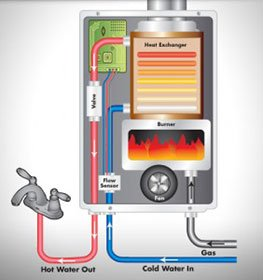 Heat Exchanger
Valve
Burner
Flow
Sensor
Fan
Gas
Hot Water Out
Cold Water In